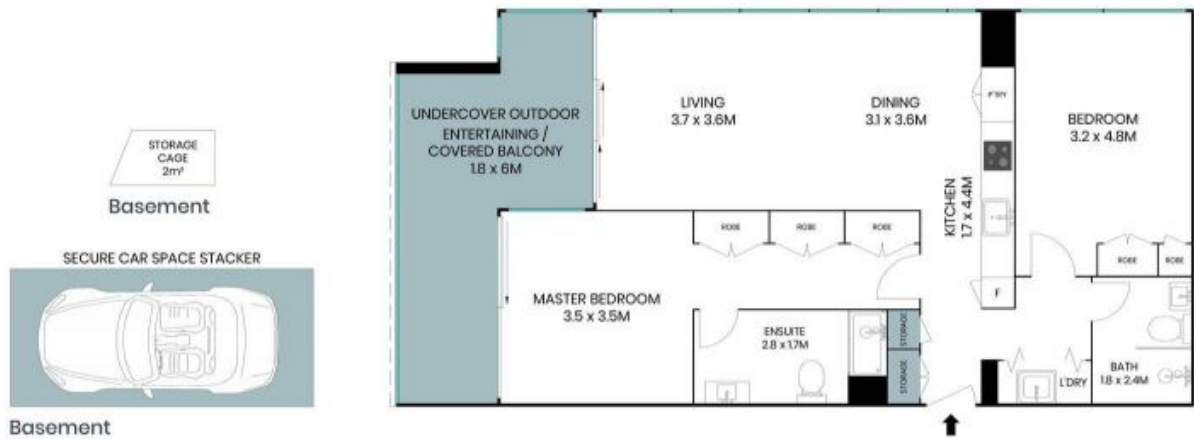 STORAGE
CAGE
2m²
Basement
SECURE CAR SPACE STACKER
Basement
UNDERCOVER OUTDOOR
ENTERTAINING /
COVERED BALCONY
1.8 x 6M
LIVING
3.7 x 3.6M
DINING
3.1 x 3.6M
P'TRY
KITCHEN
1.7 x 4.4M
F
BEDROOM
3.2 x 4.8M
ROBE
ROBE
ROBE
ROBE
ROBE
MASTER BEDROOM
3.5 x 3.5M
ENSUITE
2.8 x 1.7M
STORAGE
STORAGE
L'DRY
BATH
1.8 x 2.4M